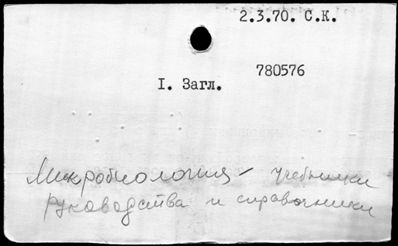 2.3.70. С.К.
780576
I. Загл.
Микробиология / учебники
руководства и справочники